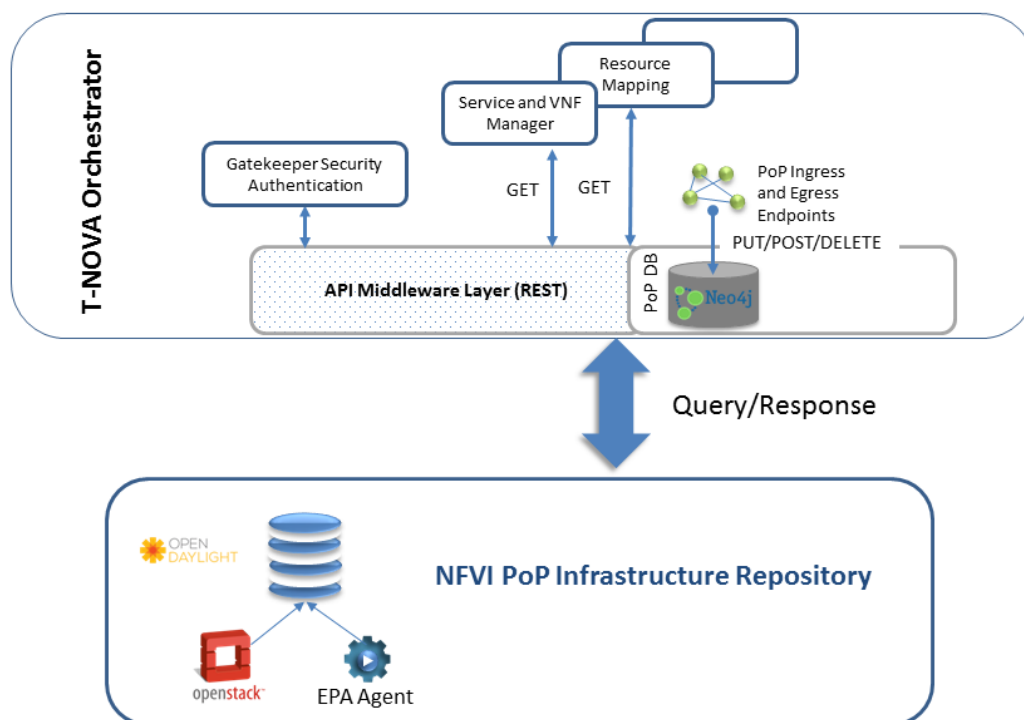 T-NOVA Orchestrator
Resource
Mapping
Service and VNF
Manager
Gatekeeper Security
Authentication
GET
GET
PoP Ingress
and Egress
Endpoints
PUT/POST/DELETE
API Middleware Layer (REST)
PoP DB
Neo4j
Query/Response
OPEN
DAYLIGHT
NFVI PoP Infrastructure Repository
openstack™
EPA Agent